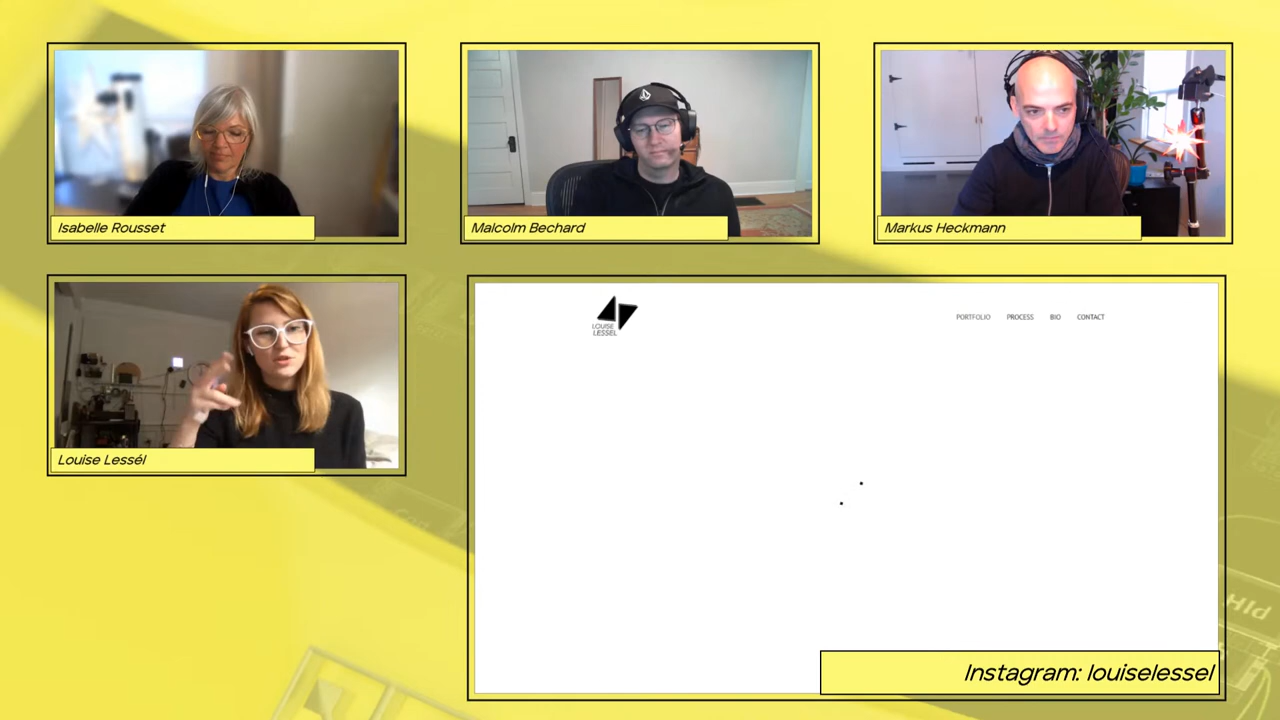 Isabelle Rousset
Malcolm Bechard
Markus Heckmann
Louise Lessél
LOUISE
LESSEL
PORTFOLIO PROCESS BIO CONTACT
Instagram: louiselessel